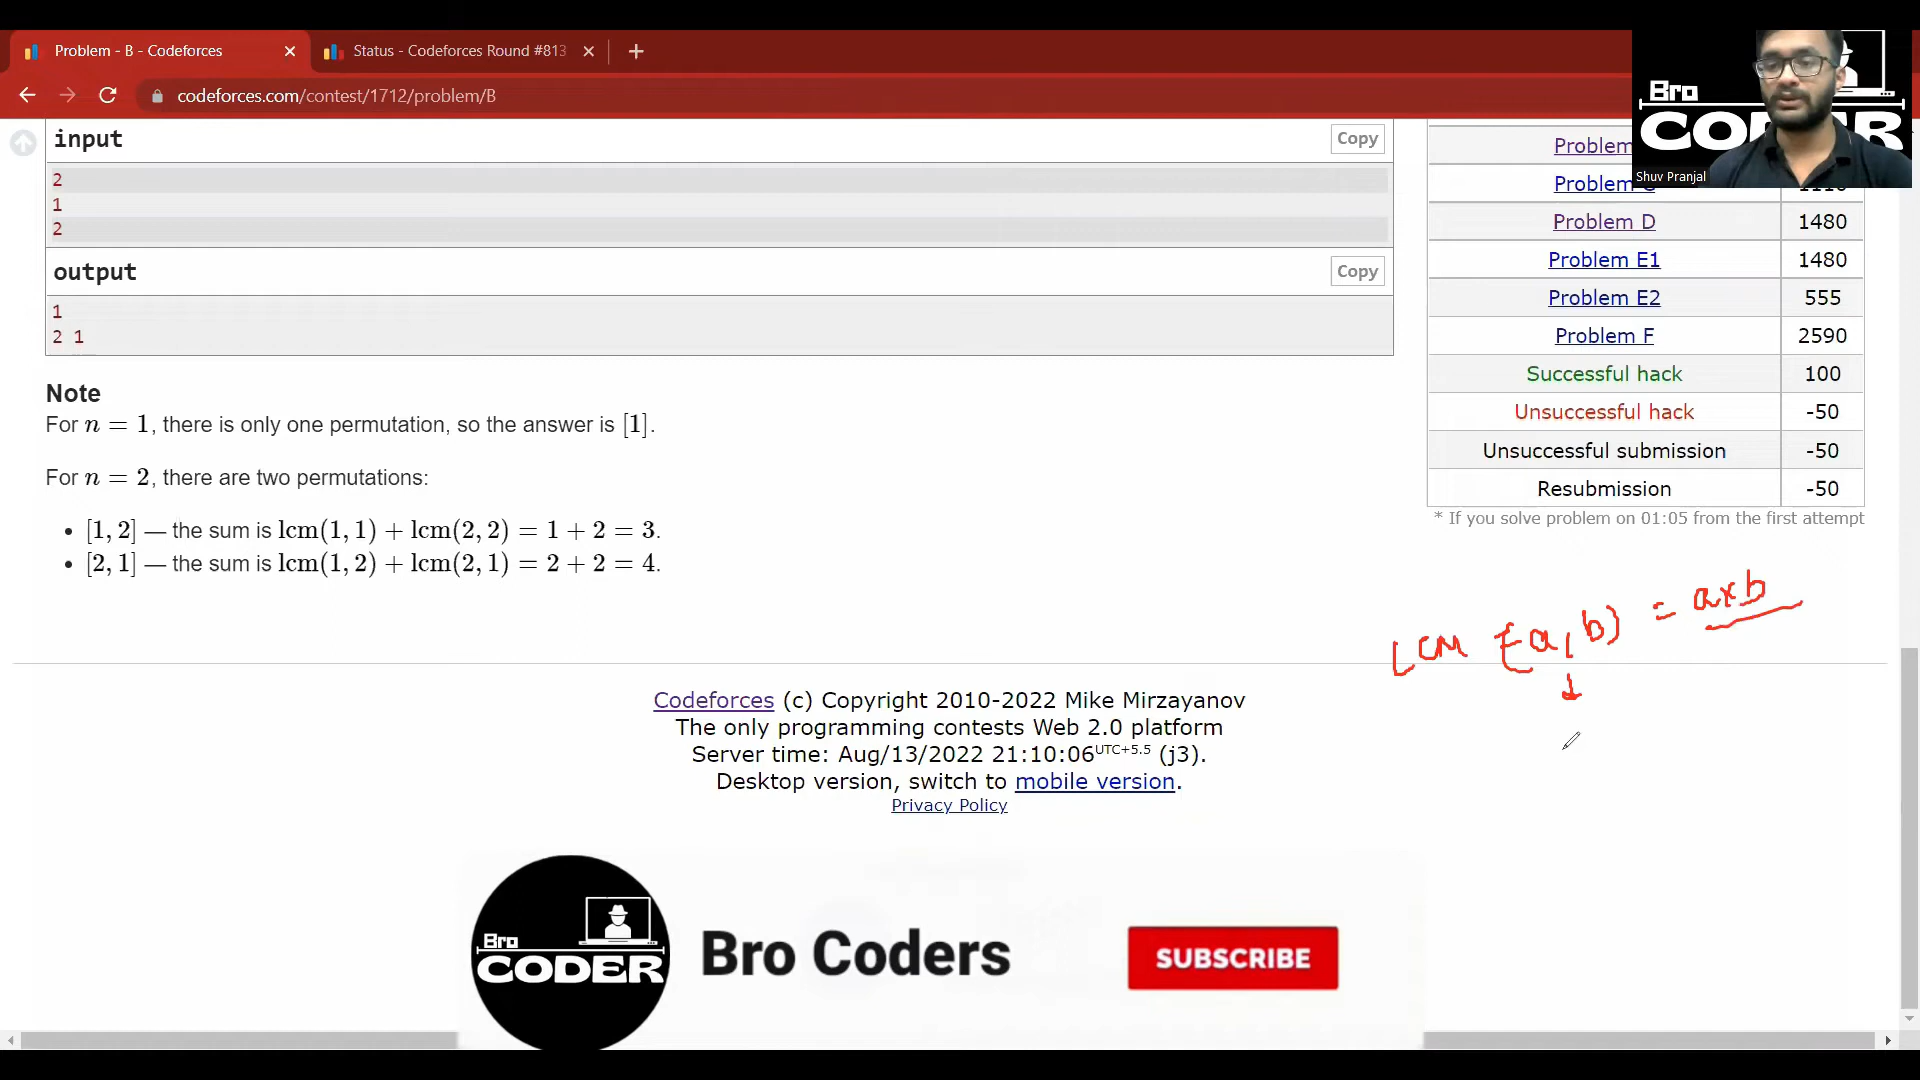 Problem - B - Codeforces
Status - Codeforces Round #813
codeforces.com/contest/1712/problem/B
Bro
CODER
Shuv Pranjal
input
Copy
2
1
2
output
Copy
1
2 1
Note
For n = 1, there is only one permutation, so the answer is [1].
For n = 2, there are two permutations:
• [1, 2] — the sum is lcm(1, 1) + lcm(2, 2) = 1 + 2 = 3.
• [2, 1] — the sum is lcm(1, 2) + lcm(2, 1) = 2 + 2 = 4.
Problem
Problem
Problem D 1480
Problem E1 1480
Problem E2 555
Problem F 2590
Successful hack 100
Unsuccessful hack -50
Unsuccessful submission -50
Resubmission -50
* If you solve problem on 01:05 from the first attempt
LCM {a, b) = axb
Codeforces (c) Copyright 2010-2022 Mike Mirzayanov
The only programming contests Web 2.0 platform
Server time: Aug/13/2022 21:10:06UTC+5.5 (j3).
Desktop version, switch to mobile version.
Privacy Policy
Bro
CODER
Bro Coders
SUBSCRIBE